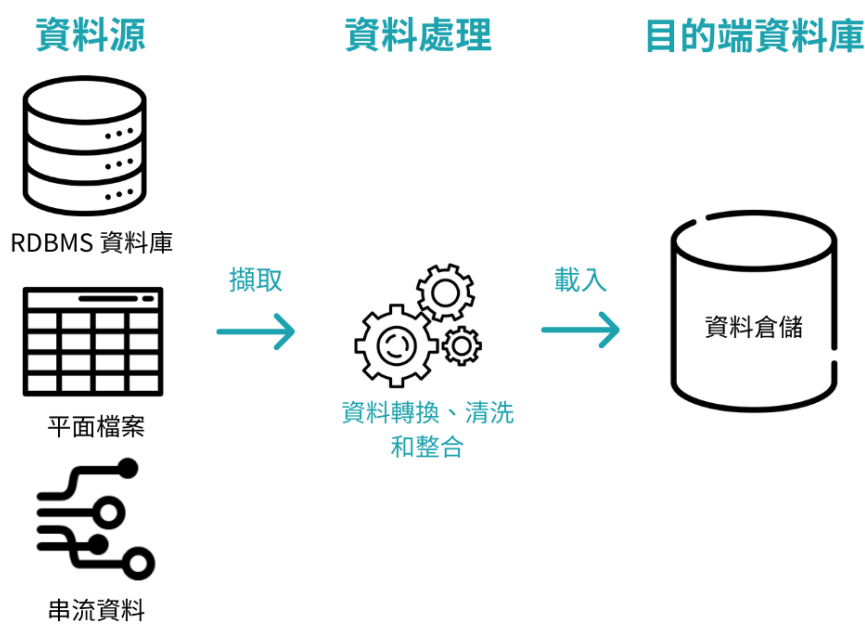 資料源
資料處理
目的端資料庫
RDBMS 資料庫
擷取
載入
資料倉儲
平面檔案
資料轉換、清洗
和整合
串流資料